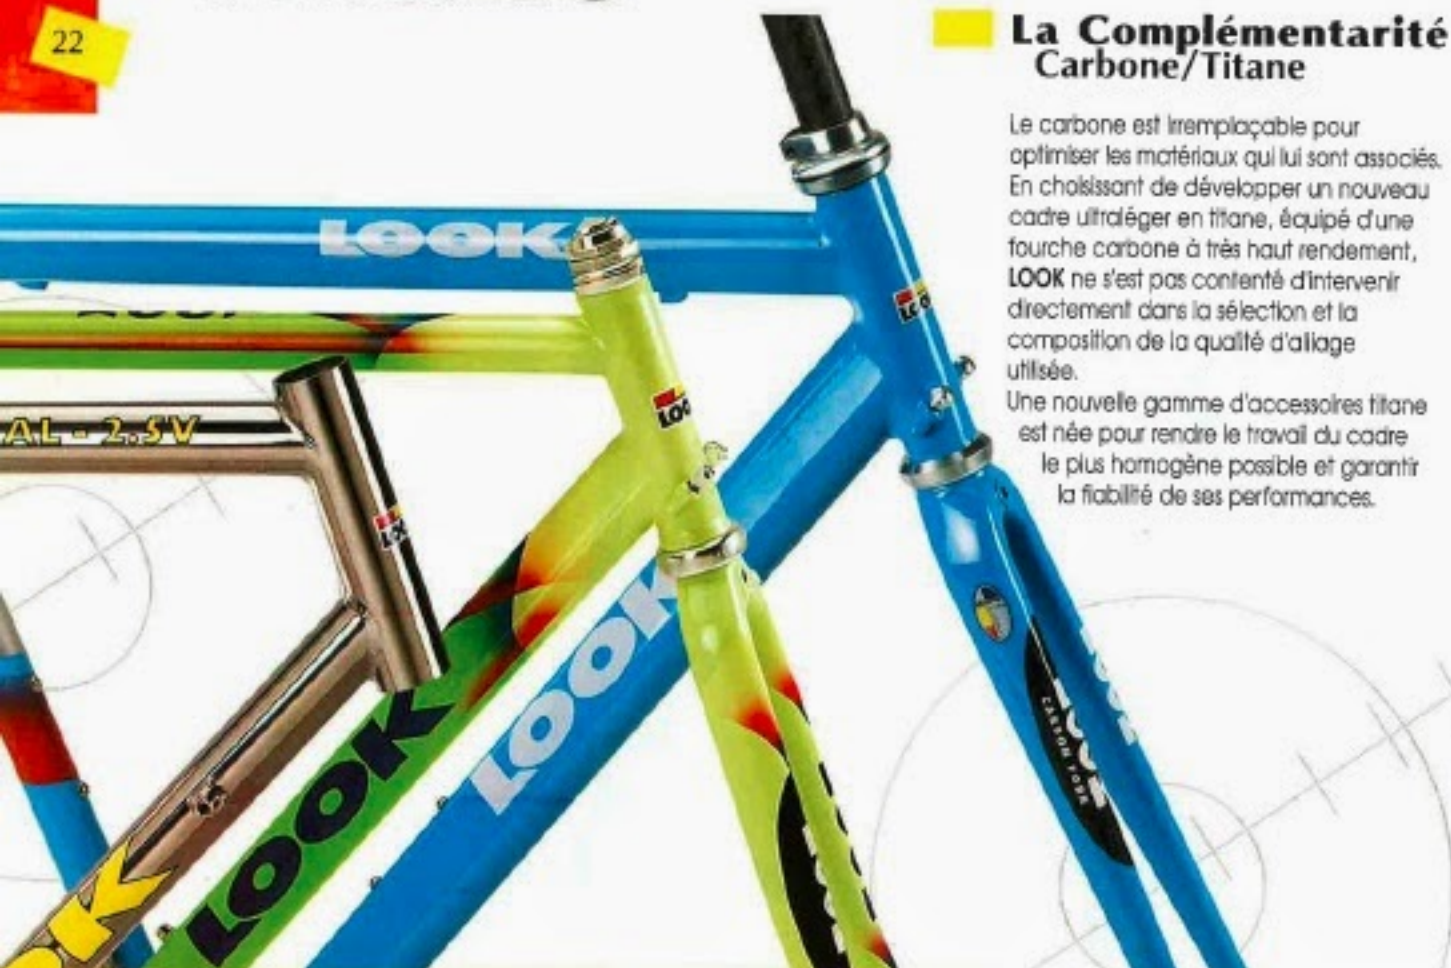 22
La Complémentarité
Carbone/Titane
Le carbone est irremplaçable pour
optimiser les matériaux qui lui sont associés.
En choisissant de développer un nouveau
cadre ultraléger en titane, équipé d'une
fourche carbone à très haut rendement,
LOOK ne s'est pas contenté d'intervenir
directement dans la sélection et la
composition de la qualité d'alliage
utilisée.
Une nouvelle gamme d'accessoires titane
est née pour rendre le travail du cadre
le plus homogène possible et garantir
la fiabilité de ses performances.
LOOK
LOOK
LOOK
AL - 2.5V
LOOK
LOOK
LOOK
LOOK
CARBON FORK
LOOK